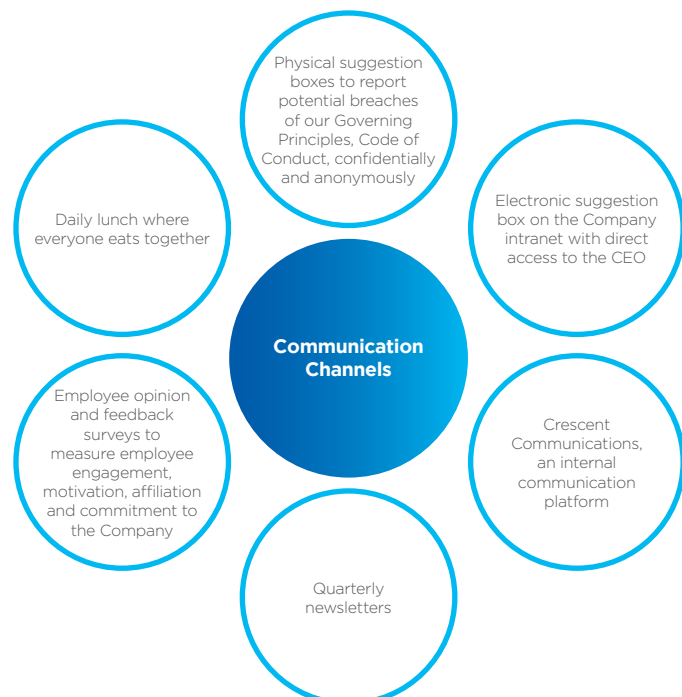 Physical suggestion
boxes to report
potential breaches
of our Governing
Principles, Code of
Conduct, confidentially
and anonymously
Daily lunch where
everyone eats together
Electronic suggestion
box on the Company
intranet with direct
access to the CEO
Communication
Channels
Employee opinion
and feedback
surveys to
measure employee
engagement,
motivation, affiliation
and commitment to
the Company
Crescent
Communications,
an internal
communication
platform
Quarterly
newsletters